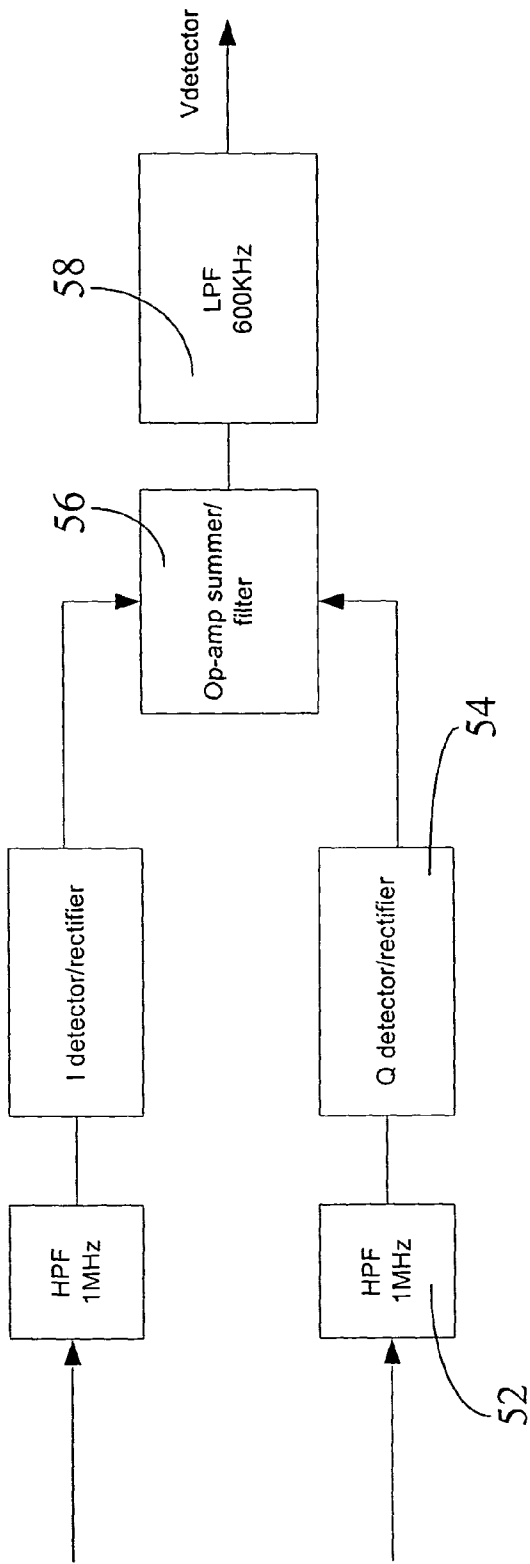 HPF
1MHz
I detector/rectifier
HPF
1MHz
52
Q detector/rectifier
54
Op-amp summer/
filter
56
LPF
600KHz
58
Vdetector